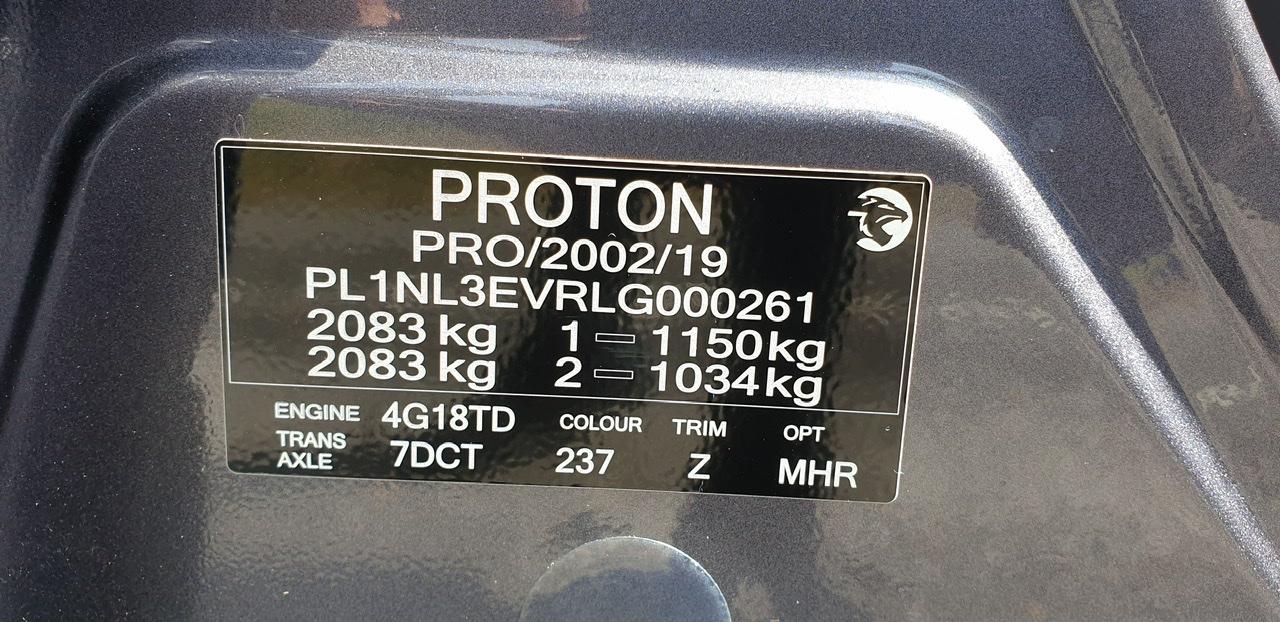 PROTON
PRO/2002/19
PL1NL3EVRLG000261
2083 kg 1 - 1150 kg
2083 kg 2 - 1034 kg
ENGINE 4G18TD COLOUR TRIM OPT
TRANS AXLE 7DCT 237 Z MHR